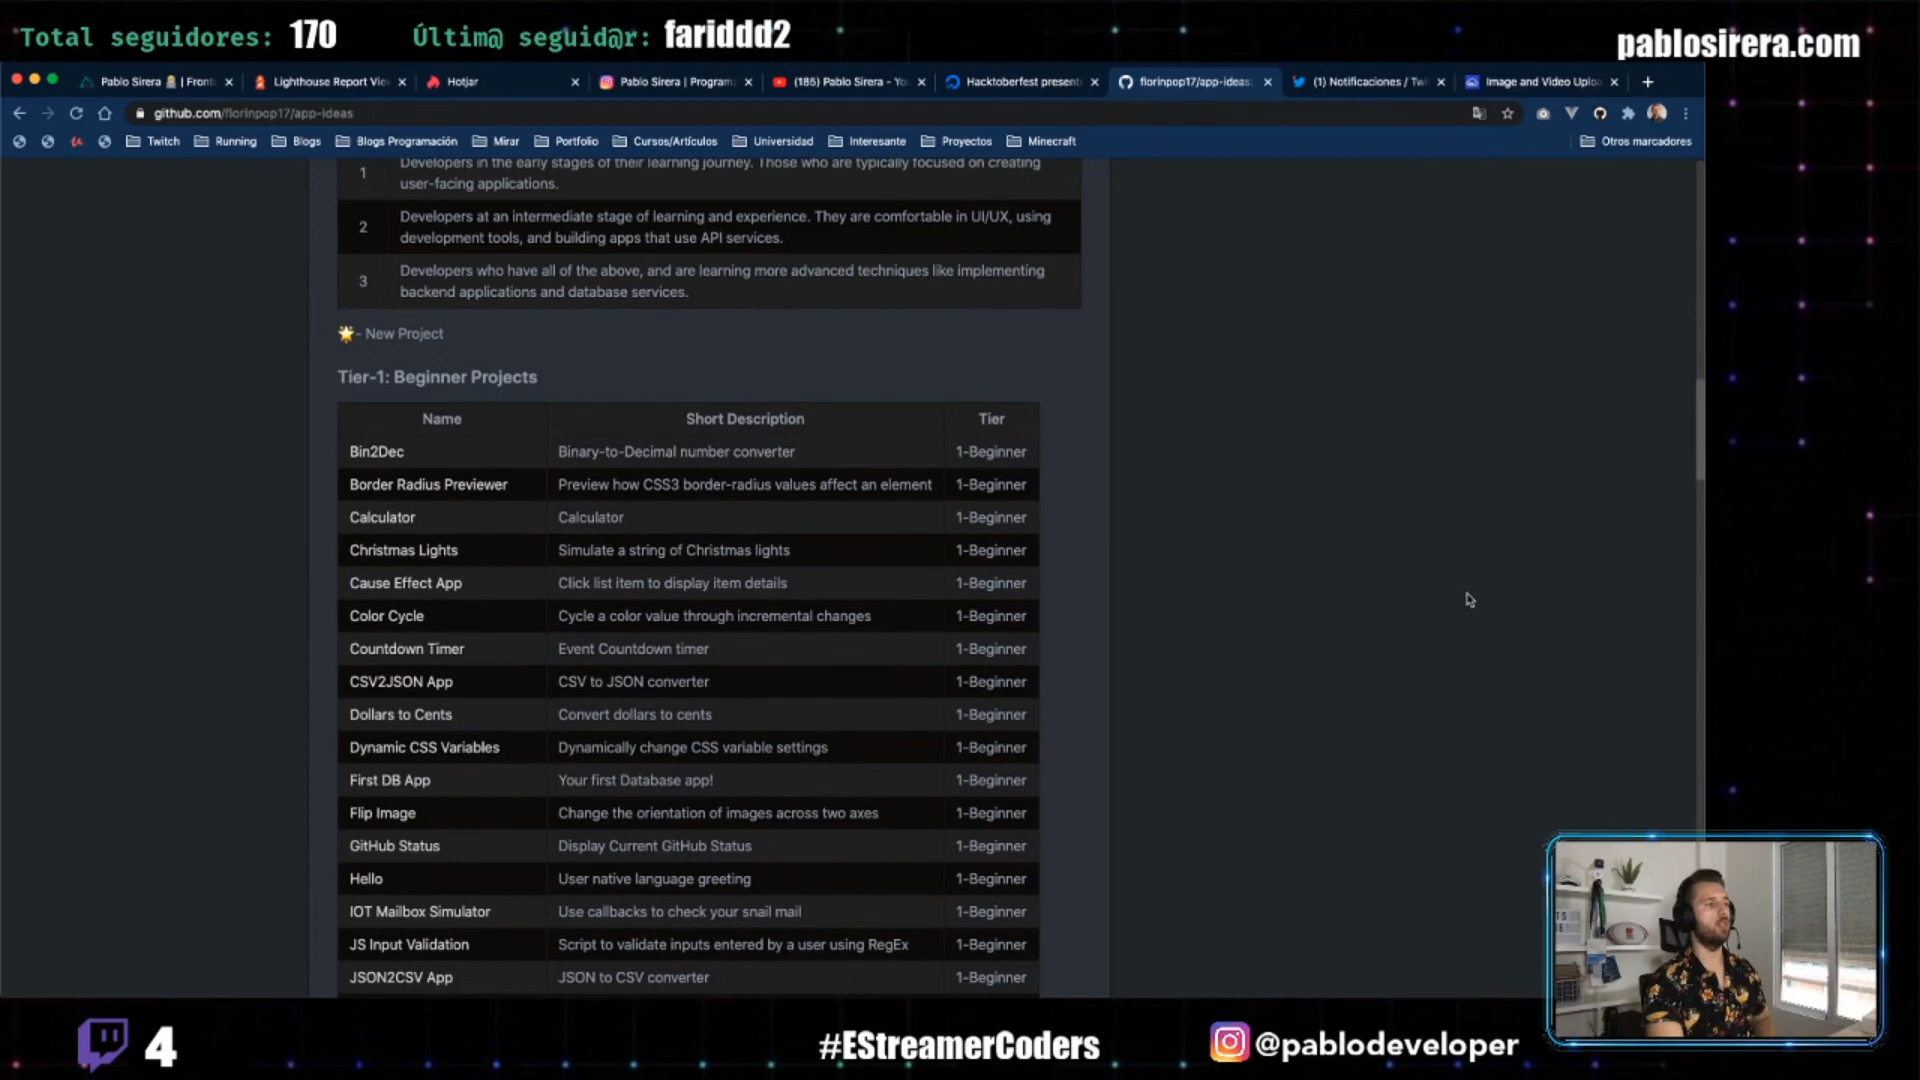 Total seguidores: 170
Últim@ seguid@r: fariddd2
pablosirera.com
Pablo Sirera | Front
Lighthouse Report Vie
Hotjar
Pablo Sirera | Program
(185) Pablo Sirera - Yo
Hacktoberfest present
florinpop17/app-ideas:
(1) Notificaciones / Twi
Image and Video Uplo
github.com/florinpop17/app-ideas
Twitch
Running
Blogs
Blogs Programación
Mirar
Portfolio
Cursos/Artículos
Universidad
Interesante
Proyectos
Minecraft
Otros marcadores
1
Developers in the early stages of their learning journey. Those who are typically focused on creating
user-facing applications.
2
Developers at an intermediate stage of learning and experience. They are comfortable in UI/UX, using
development tools, and building apps that use API services.
3
Developers who have all of the above, and are learning more advanced techniques like implementing
backend applications and database services.
- New Project
Tier-1: Beginner Projects
Name Short Description Tier
Bin2Dec Binary-to-Decimal number converter 1-Beginner
Border Radius Previewer Preview how CSS3 border-radius values affect an element 1-Beginner
Calculator Calculator 1-Beginner
Christmas Lights Simulate a string of Christmas lights 1-Beginner
Cause Effect App Click list item to display item details 1-Beginner
Color Cycle Cycle a color value through incremental changes 1-Beginner
Countdown Timer Event Countdown timer 1-Beginner
CSV2JSON App CSV to JSON converter 1-Beginner
Dollars to Cents Convert dollars to cents 1-Beginner
Dynamic CSS Variables Dynamically change CSS variable settings 1-Beginner
First DB App Your first Database app! 1-Beginner
Flip Image Change the orientation of images across two axes 1-Beginner
GitHub Status Display Current GitHub Status 1-Beginner
Hello User native language greeting 1-Beginner
IOT Mailbox Simulator Use callbacks to check your snail mail 1-Beginner
JS Input Validation Script to validate inputs entered by a user using RegEx 1-Beginner
JSON2CSV App JSON to CSV converter 1-Beginner
4
#EStreamerCoders
@pablodeveloper